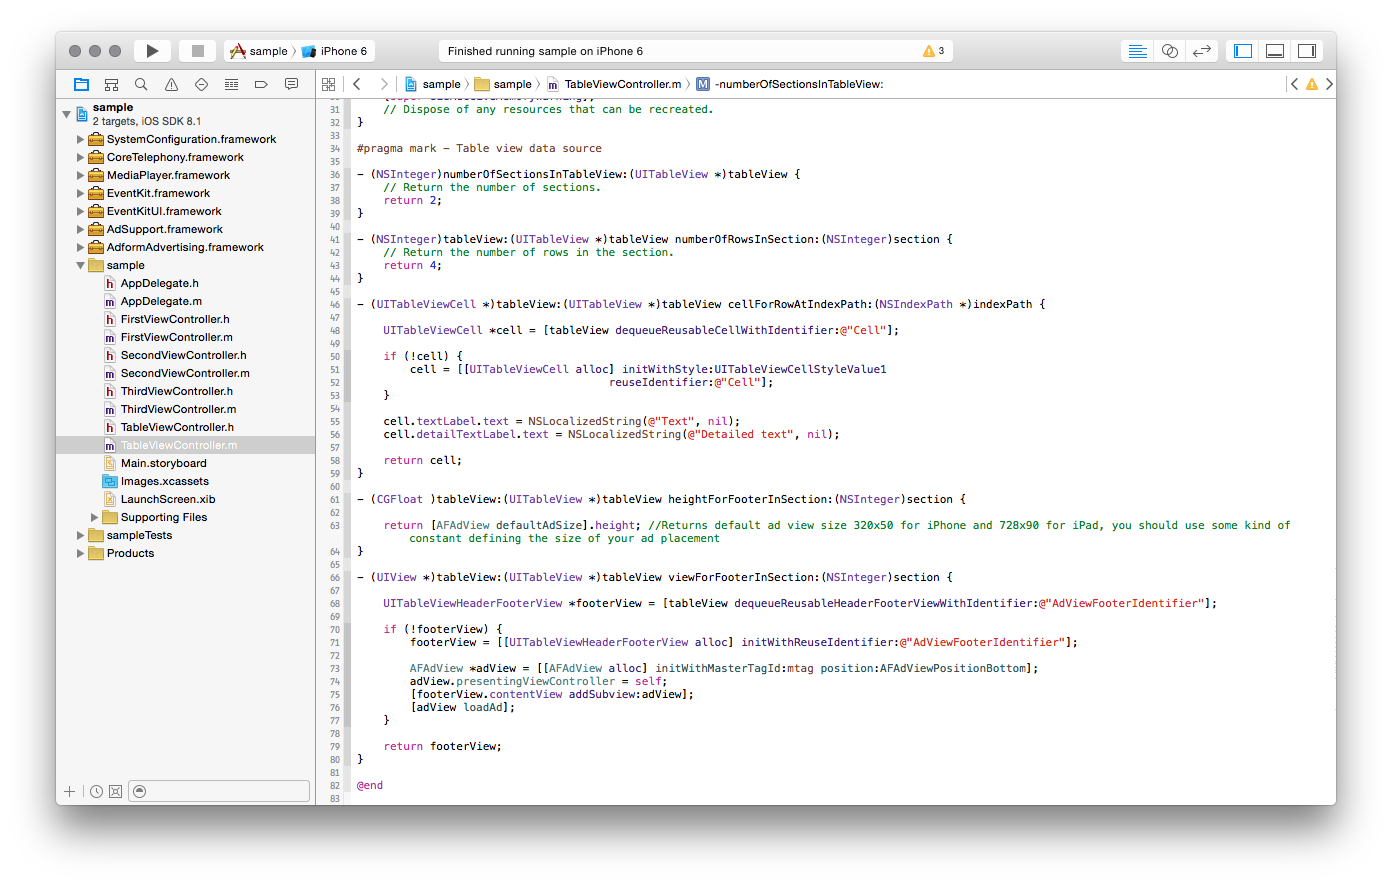 sample › iPhone 6
Finished running sample on iPhone 6
3
sample › sample › m TableViewController.m › M -numberOfSectionsInTableView:
sample
2 targets, iOS SDK 8.1
SystemConfiguration.framework
CoreTelephony.framework
MediaPlayer.framework
EventKit.framework
EventKitUI.framework
AdSupport.framework
AdformAdvertising.framework
sample
h AppDelegate.h
m AppDelegate.m
h FirstViewController.h
m FirstViewController.m
h SecondViewController.h
m SecondViewController.m
h ThirdViewController.h
m ThirdViewController.m
h TableViewController.h
m TableViewController.m
Main.storyboard
Images.xcassets
LaunchScreen.xib
Supporting Files
sampleTests
Products
31 // Dispose of any resources that can be recreated.
32 }
33
34 #pragma mark - Table view data source
35
36 - (NSInteger)numberOfSectionsInTableView:(UITableView *)tableView {
37 // Return the number of sections.
38 return 2;
39 }
40
41 - (NSInteger)tableView:(UITableView *)tableView numberOfRowsInSection:(NSInteger)section {
42 // Return the number of rows in the section.
43 return 4;
44 }
45
46 - (UITableViewCell *)tableView:(UITableView *)tableView cellForRowAtIndexPath:(NSIndexPath *)indexPath {
47
48 UITableViewCell *cell = [tableView dequeueReusableCellWithIdentifier:@"Cell"];
49
50 if (!cell) {
51 cell = [[UITableViewCell alloc] initWithStyle:UITableViewCellStyleValue1
52 reuseIdentifier:@"Cell"];
53 }
54
55 cell.textLabel.text = NSLocalizedString(@"Text", nil);
56 cell.detailTextLabel.text = NSLocalizedString(@"Detailed text", nil);
57
58 return cell;
59 }
60
61 - (CGFloat )tableView:(UITableView *)tableView heightForFooterInSection:(NSInteger)section {
62
63 return [AFAdView defaultAdSize].height; //Returns default ad view size 320x50 for iPhone and 728x90 for iPad, you should use some kind of
constant defining the size of your ad placement
64 }
65
66 - (UIView *)tableView:(UITableView *)tableView viewForFooterInSection:(NSInteger)section {
67
68 UITableViewHeaderFooterView *footerView = [tableView dequeueReusableHeaderFooterViewWithIdentifier:@"AdViewFooterIdentifier"];
69
70 if (!footerView) {
71 footerView = [[UITableViewHeaderFooterView alloc] initWithReuseIdentifier:@"AdViewFooterIdentifier"];
72
73 AFAdView *adView = [[AFAdView alloc] initWithMasterTagId:mtag position:AFAdViewPositionBottom];
74 adView.presentingViewController = self;
75 [footerView.contentView addSubview:adView];
76 [adView loadAd];
77 }
78
79 return footerView;
80 }
81
82 @end
83